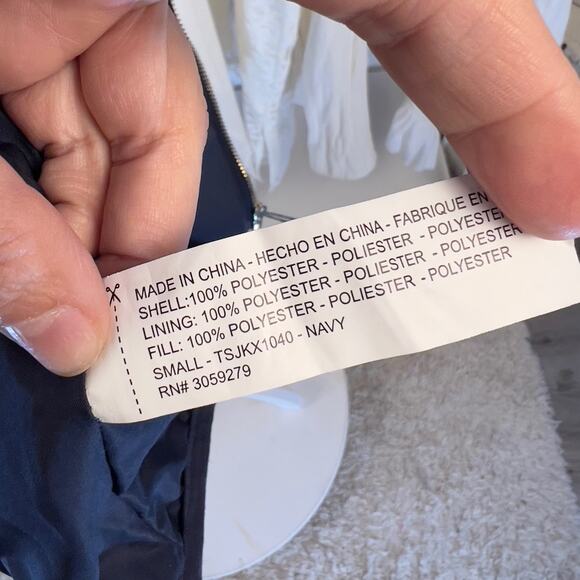 MADE IN CHINA - HECHO EN CHINA - FABRIQUE EN
SHELL:100% POLYESTER - POLIESTER -POLYESTER
LINING: 100% POLYESTER - POLIESTER -POLYESTER
FILL: 100% POLYESTER - POLIESTER -POLYESTER
SMALL - TSJKX1040 - NAVY
RN# 3059279